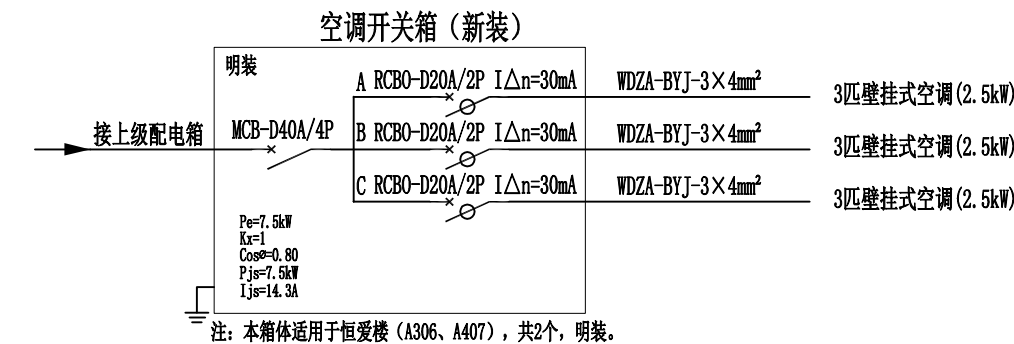 空调开关箱（新装）
明装
A RCBO-D20A/2P I△n=30mA WDZA-BYJ-3×4mm² 3匹壁挂式空调(2.5kW)
接上级配电箱 MCB-D40A/4P B RCBO-D20A/2P I△n=30mA WDZA-BYJ-3×4mm² 3匹壁挂式空调(2.5kW)
C RCBO-D20A/2P I△n=30mA WDZA-BYJ-3×4mm² 3匹壁挂式空调(2.5kW)
Pe=7.5kW
Kx=1
Cosø=0.80
Pjs=7.5kW
Ijs=14.3A
注：本箱体适用于恒爱楼（A306、A407），共2个，明装。